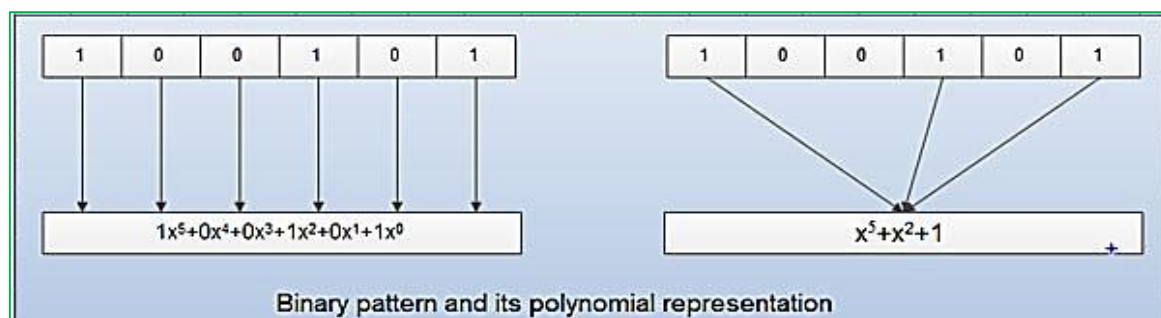 1 0 0 1 0 1
1 0 0 1 0 1
1x⁵+0x⁴+0x³+1x²+0x¹+1x⁰
x⁵+x²+1
Binary pattern and its polynomial representation